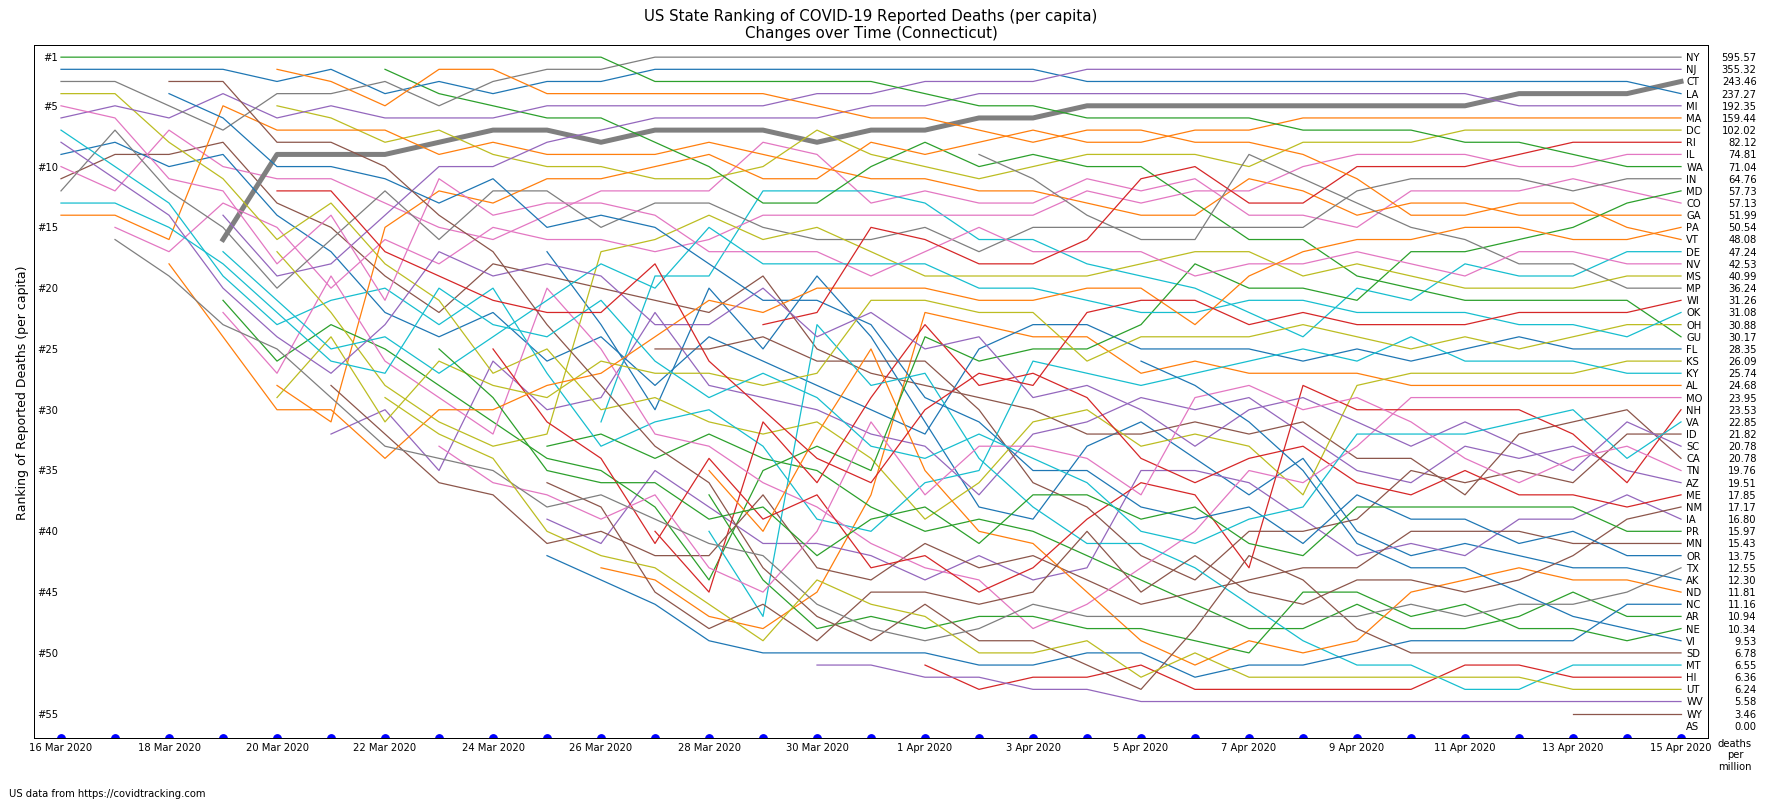 US State Ranking of COVID-19 Reported Deaths (per capita)
Changes over Time (Connecticut)
Ranking of Reported Deaths (per capita)
#1
#5
#10
#15
#20
#25
#30
#35
#40
#45
#50
#55
NY 595.57
NJ 355.32
CT 243.46
LA 237.27
MI 192.35
MA 159.44
DC 102.02
RI 82.12
IL 74.81
WA 71.04
IN 64.76
MD 57.73
CO 57.13
GA 51.99
PA 50.54
VT 48.08
DE 47.24
NV 42.53
MS 40.99
MP 36.24
WI 31.26
OK 31.08
OH 30.88
GU 30.17
FL 28.35
KS 26.09
KY 25.74
AL 24.68
MO 23.95
NH 23.53
VA 22.85
ID 21.82
SC 20.78
CA 20.78
TN 19.76
AZ 19.51
ME 17.85
NM 17.17
IA 16.80
PR 15.97
MN 15.43
OR 13.75
TX 12.55
AK 12.30
ND 11.81
NC 11.16
AR 10.94
NE 10.34
VI 9.53
SD 6.78
MT 6.55
HI 6.36
UT 6.24
WV 5.58
WY 3.46
AS 0.00
16 Mar 2020 18 Mar 2020 20 Mar 2020 22 Mar 2020 24 Mar 2020 26 Mar 2020 28 Mar 2020 30 Mar 2020 1 Apr 2020 3 Apr 2020 5 Apr 2020 7 Apr 2020 9 Apr 2020 11 Apr 2020 13 Apr 2020 15 Apr 2020
deaths
per
million
US data from https://covidtracking.com